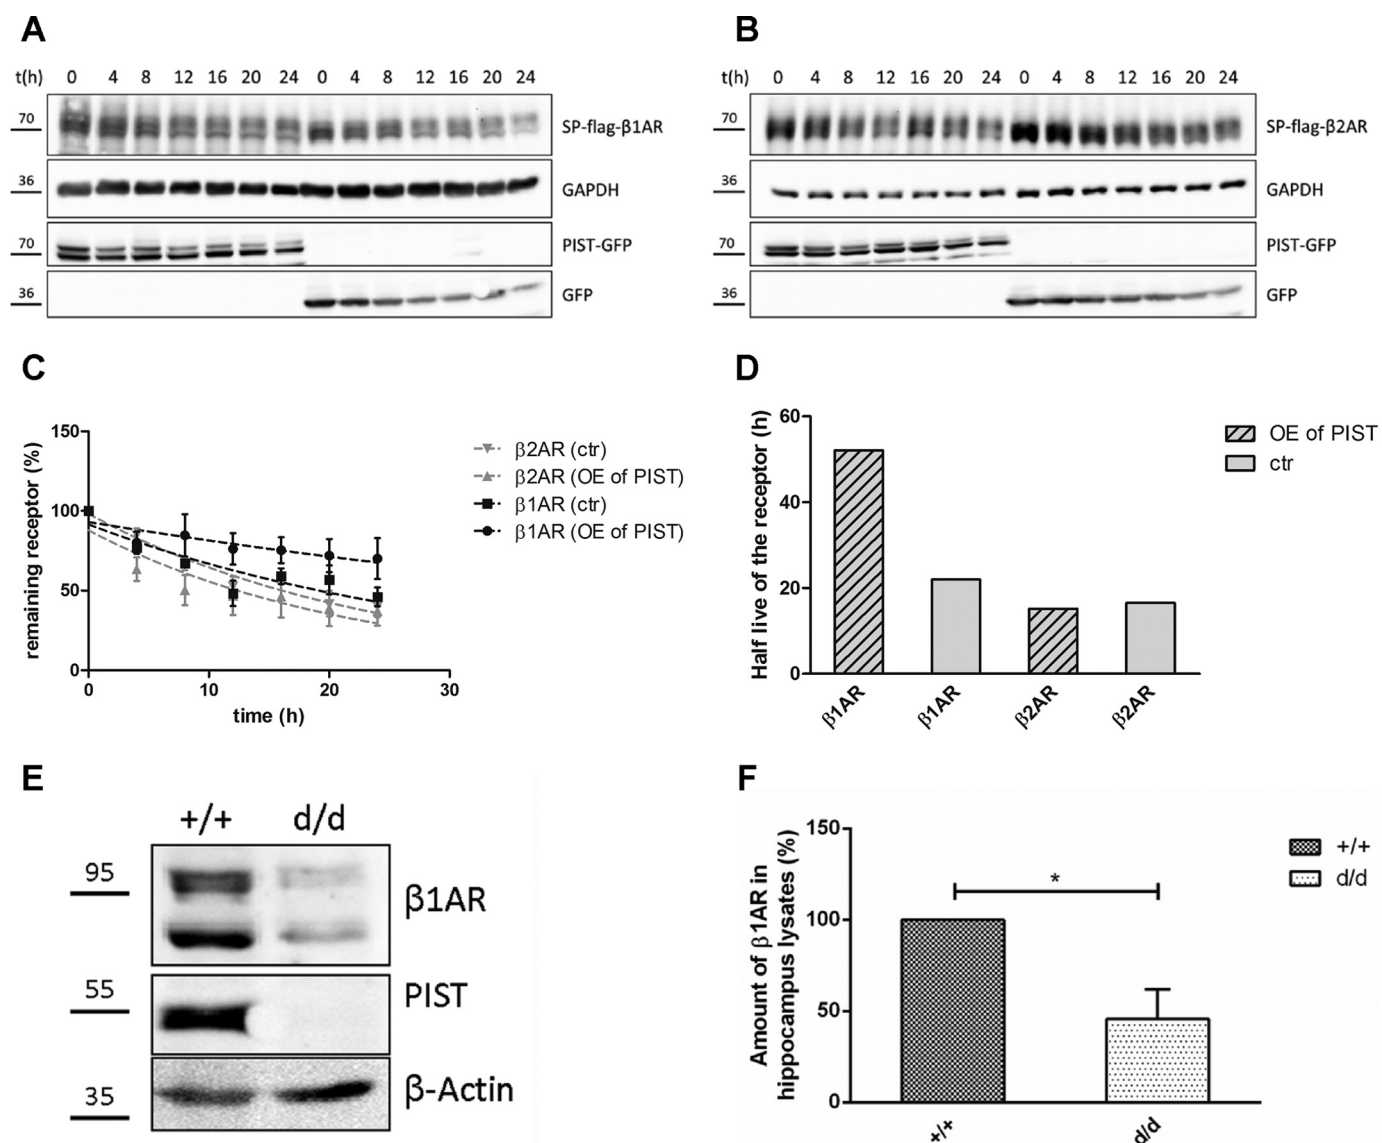 A
t(h) 0 4 8 12 16 20 24 0 4 8 12 16 20 24
70 SP-flag-β1AR
36 GAPDH
70 PIST-GFP
36 GFP
B
t(h) 0 4 8 12 16 20 24 0 4 8 12 16 20 24
70 SP-flag-β2AR
36 GAPDH
70 PIST-GFP
36 GFP
C
remaining receptor (%)
150
100
50
0
0 10 20 30
time (h)
β2AR (ctr)
β2AR (OE of PIST)
β1AR (ctr)
β1AR (OE of PIST)
D
Half live of the receptor (h)
60
40
20
0
β1AR β1AR β2AR β2AR
OE of PIST
ctr
E
+/+ d/d
95 β1AR
55 PIST
35 β-Actin
F
Amount of β1AR in
hippocampus lysates (%)
150
100
50
0
*
+/+ d/d
+/+
d/d